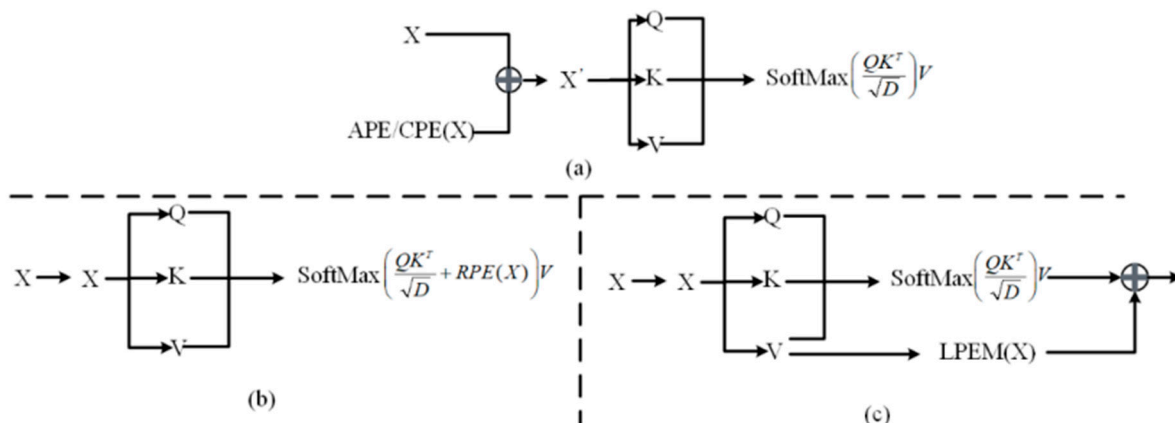 X
APE/CPE(X)
X'
Q
K
V
SoftMax(QK^T/√D)V
(a)
X
X
Q
K
V
SoftMax(QK^T/√D + RPE(X))V
(b)
X
X
Q
K
V
SoftMax(QK^T/√D)V
LPEM(X)
(c)